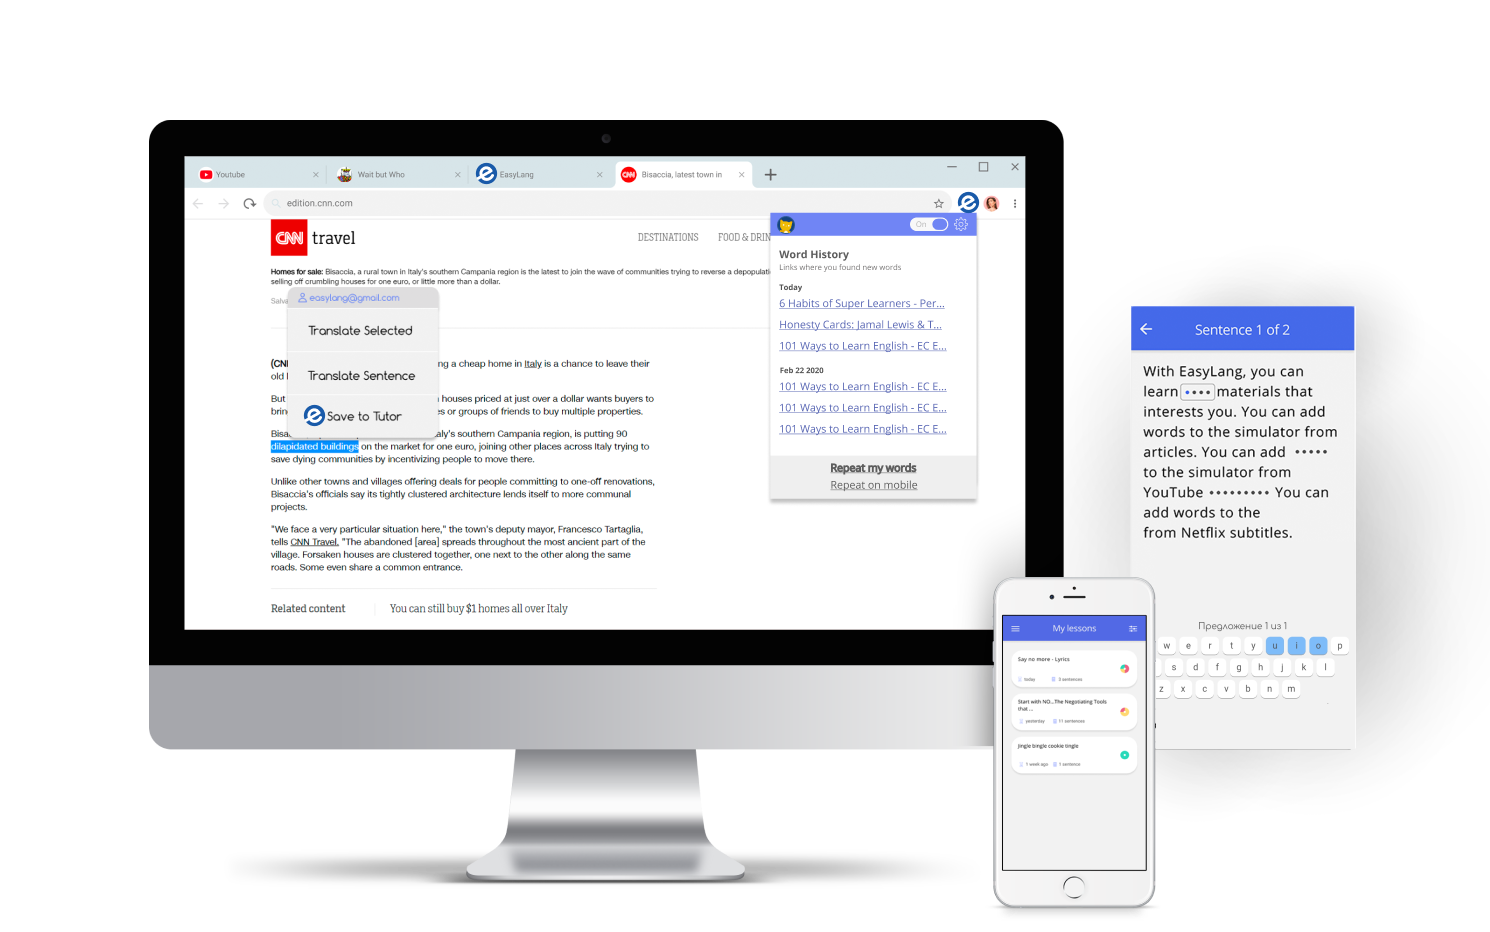 Youtube
Wait but Who
EasyLang
CNN
Bisaccia, latest town in
edition.cnn.com
CNN travel
DESTINATIONS
FOOD & DRIN
Homes for sale: Bisaccia, a rural town in Italy's southern Campania region is the latest to join the wave of communities trying to reverse a depopulati
selling off crumbling houses for one euro, or little more than a dollar.
Salva
easylang@gmail.com
Translate Selected
Translate Sentence
Save to Tutor
(CN
ng a cheap home in Italy is a chance to leave their
old
But
houses priced at just over a dollar wants buyers to
brin
es or groups of friends to buy multiple properties.
Bisa
aly's southern Campania region, is putting 90
dilapidated buildings on the market for one euro, joining other places across Italy trying to
save dying communities by incentivizing people to move there.
Unlike other towns and villages offering deals for people committing to one-off renovations,
Bisaccia's officials say its tightly clustered architecture lends itself to more communal
projects.
"We face a very particular situation here," the town's deputy mayor, Francesco Tartaglia,
tells CNN Travel. "The abandoned [area] spreads throughout the most ancient part of the
village. Forsaken houses are clustered together, one next to the other along the same
roads. Some even share a common entrance.
Related content
You can still buy $1 homes all over Italy
On
Word History
Links where you found new words
Today
6 Habits of Super Learners - Per...
Honesty Cards: Jamal Lewis & T...
101 Ways to Learn English - EC E...
Feb 22 2020
101 Ways to Learn English - EC E...
101 Ways to Learn English - EC E...
101 Ways to Learn English - EC E...
Repeat my words
Repeat on mobile
My lessons
Say no more - Lyrics
today
3 sentences
Start with NO...The Negotiating Tools
that ...
yesterday
11 sentences
Jingle bingle cookie tingle
1 week ago
1 sentence
Sentence 1 of 2
With EasyLang, you can
learn •••• materials that
interests you. You can add
words to the simulator from
articles. You can add •••••
to the simulator from
YouTube ••••••••• You can
add words to the
from Netflix subtitles.
Предложение 1 из 1
w e r t y u i o p
s d f g h j k l
z x c v b n m